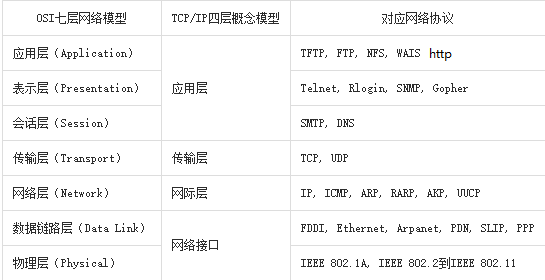 OSI七层网络模型 TCP/IP四层概念模型 对应网络协议
应用层(Application) TFTP, FTP, NFS, WAIS http
表示层(Presentation) 应用层 Telnet, Rlogin, SNMP, Gopher
会话层(Session) SMTP, DNS
传输层(Transport) 传输层 TCP, UDP
网络层(Network) 网际层 IP, ICMP, ARP, RARP, AKP, UUCP
数据链路层(Data Link) FDDI, Ethernet, Arpanet, PDN, SLIP, PPP
网络接口
物理层(Physical) IEEE 802.1A, IEEE 802.2到IEEE 802.11